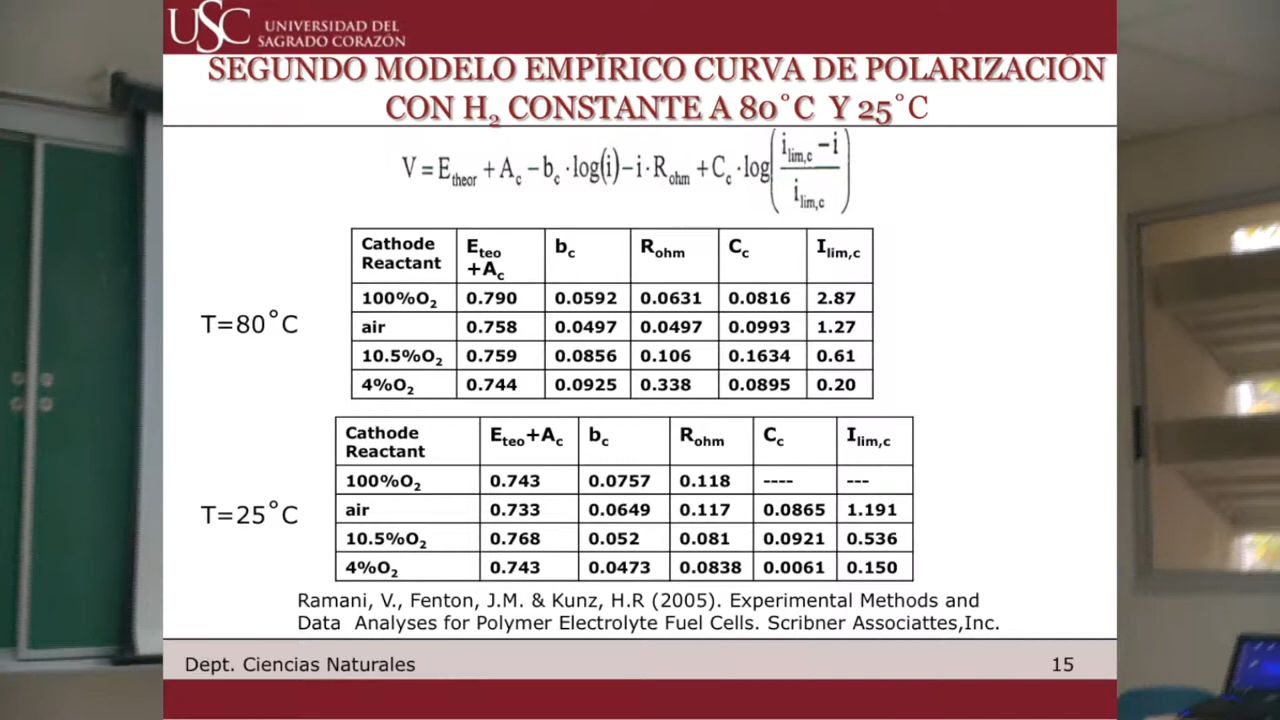 USC UNIVERSIDAD DEL
SAGRADO CORAZÓN
SEGUNDO MODELO EMPÍRICO CURVA DE POLARIZACIÓN
CON H₂ CONSTANTE A 80°C Y 25°C
V = E_theor + A_c − b_c · log(i) − i · R_ohm + C_c · log((i_lim,c − i) / i_lim,c)
T=80°C
Cathode Reactant E_teo +A_c b_c R_ohm C_c I_lim,c
100%O₂ 0.790 0.0592 0.0631 0.0816 2.87
air 0.758 0.0497 0.0497 0.0993 1.27
10.5%O₂ 0.759 0.0856 0.106 0.1634 0.61
4%O₂ 0.744 0.0925 0.338 0.0895 0.20
T=25°C
Cathode Reactant E_teo+A_c b_c R_ohm C_c I_lim,c
100%O₂ 0.743 0.0757 0.118 ---- ---
air 0.733 0.0649 0.117 0.0865 1.191
10.5%O₂ 0.768 0.052 0.081 0.0921 0.536
4%O₂ 0.743 0.0473 0.0838 0.0061 0.150
Ramani, V., Fenton, J.M. & Kunz, H.R (2005). Experimental Methods and
Data Analyses for Polymer Electrolyte Fuel Cells. Scribner Associattes,Inc.
Dept. Ciencias Naturales 15